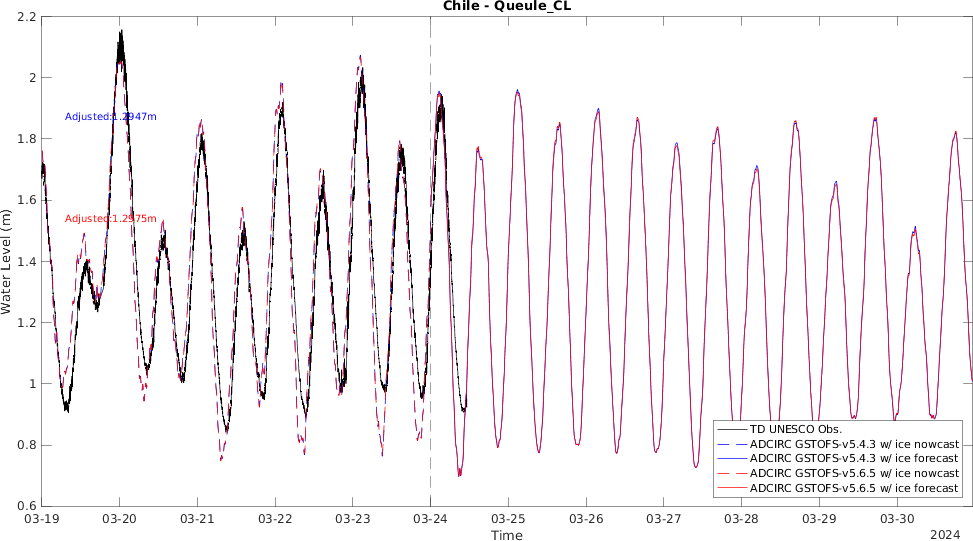 Chile - Queule_CL
2.2
2
1.8
1.6
1.4
1.2
1
0.8
0.6
Water Level (m)
Adjusted:1.2947m
Adjusted:1.2975m
TD UNESCO Obs.
ADCIRC GSTOFS-v5.4.3 w/ ice nowcast
ADCIRC GSTOFS-v5.4.3 w/ ice forecast
ADCIRC GSTOFS-v5.6.5 w/ ice nowcast
ADCIRC GSTOFS-v5.6.5 w/ ice forecast
03-19 03-20 03-21 03-22 03-23 03-24 03-25 03-26 03-27 03-28 03-29 03-30
Time
2024